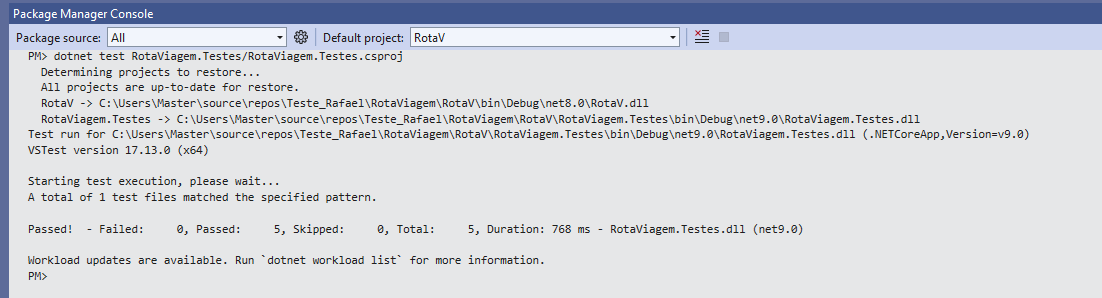 Package Manager Console
Package source: All Default project: RotaV
PM> dotnet test RotaViagem.Testes/RotaViagem.Testes.csproj
Determining projects to restore...
All projects are up-to-date for restore.
RotaV -> C:\Users\Master\source\repos\Teste_Rafael\RotaViagem\RotaV\bin\Debug\net8.0\RotaV.dll
RotaViagem.Testes -> C:\Users\Master\source\repos\Teste_Rafael\RotaViagem\RotaV\RotaViagem.Testes\bin\Debug\net9.0\RotaViagem.Testes.dll
Test run for C:\Users\Master\source\repos\Teste_Rafael\RotaViagem\RotaV\RotaViagem.Testes\bin\Debug\net9.0\RotaViagem.Testes.dll (.NETCoreApp,Version=v9.0)
VSTest version 17.13.0 (x64)
Starting test execution, please wait...
A total of 1 test files matched the specified pattern.
Passed!  - Failed:     0, Passed:     5, Skipped:     0, Total:     5, Duration: 768 ms - RotaViagem.Testes.dll (net9.0)
Workload updates are available. Run `dotnet workload list` for more information.
PM>